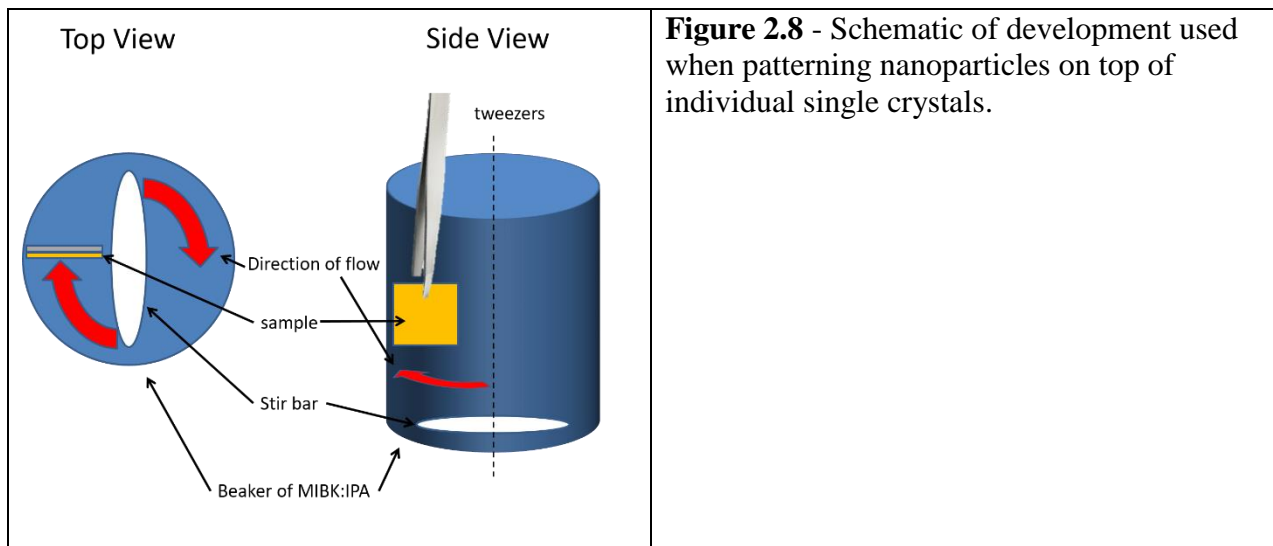 Top View
Side View
tweezers
Direction of flow
sample
Stir bar
Beaker of MIBK:IPA
Figure 2.8 - Schematic of development used
when patterning nanoparticles on top of
individual single crystals.